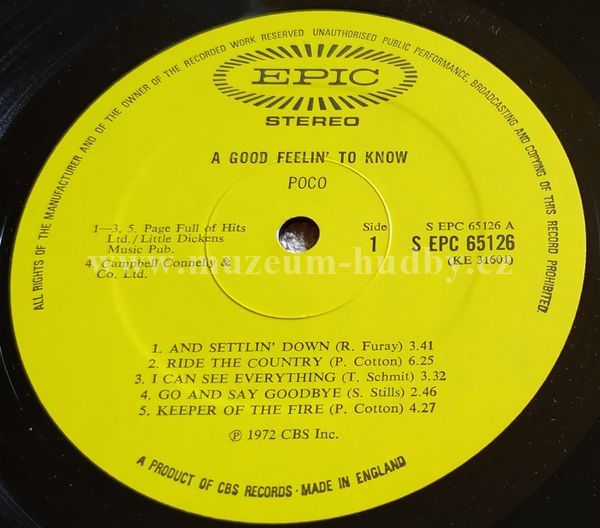 ALL RIGHTS OF THE MANUFACTURER AND OF THE OWNER OF THE RECORDED WORK RESERVED UNAUTHORISED PUBLIC PERFORMANCE, BROADCASTING AND COPYING OF THIS RECORD PROHIBITED.
EPIC
STEREO
A GOOD FEELIN' TO KNOW
POCO
1—3, 5. Page Full of Hits
Ltd./Little Dickens
Music Pub.
4. Campbell Connelly &
Co. Ltd.
Side
1
S EPC 65126 A
S EPC 65126
(KE 31601)
www.muzeum-hudby.cz
1. AND SETTLIN' DOWN (R. Furay) 3.41
2. RIDE THE COUNTRY (P. Cotton) 6.25
3. I CAN SEE EVERYTHING (T. Schmit) 3.32
4. GO AND SAY GOODBYE (S. Stills) 2.46
5. KEEPER OF THE FIRE (P. Cotton) 4.27
℗ 1972 CBS Inc.
A PRODUCT OF CBS RECORDS · MADE IN ENGLAND